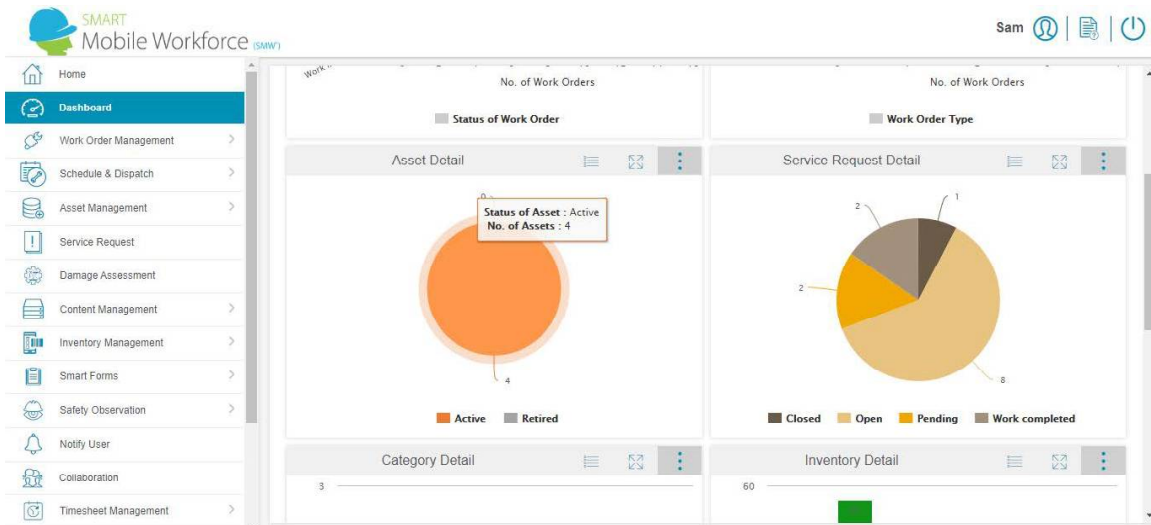 SMART
Mobile Workforce (SMW')
Sam
Home
Dashboard
Work Order Management
Schedule & Dispatch
Asset Management
Service Request
Damage Assessment
Content Management
Inventory Management
Smart Forms
Safety Observation
Notify User
Collaboration
Timesheet Management
No. of Work Orders
Status of Work Order
No. of Work Orders
Work Order Type
Asset Detail
Status of Asset : Active
No. of Assets : 4
4
Active Retired
Service Request Detail
2
1
2
8
Closed Open Pending Work completed
Category Detail
3
Inventory Detail
60